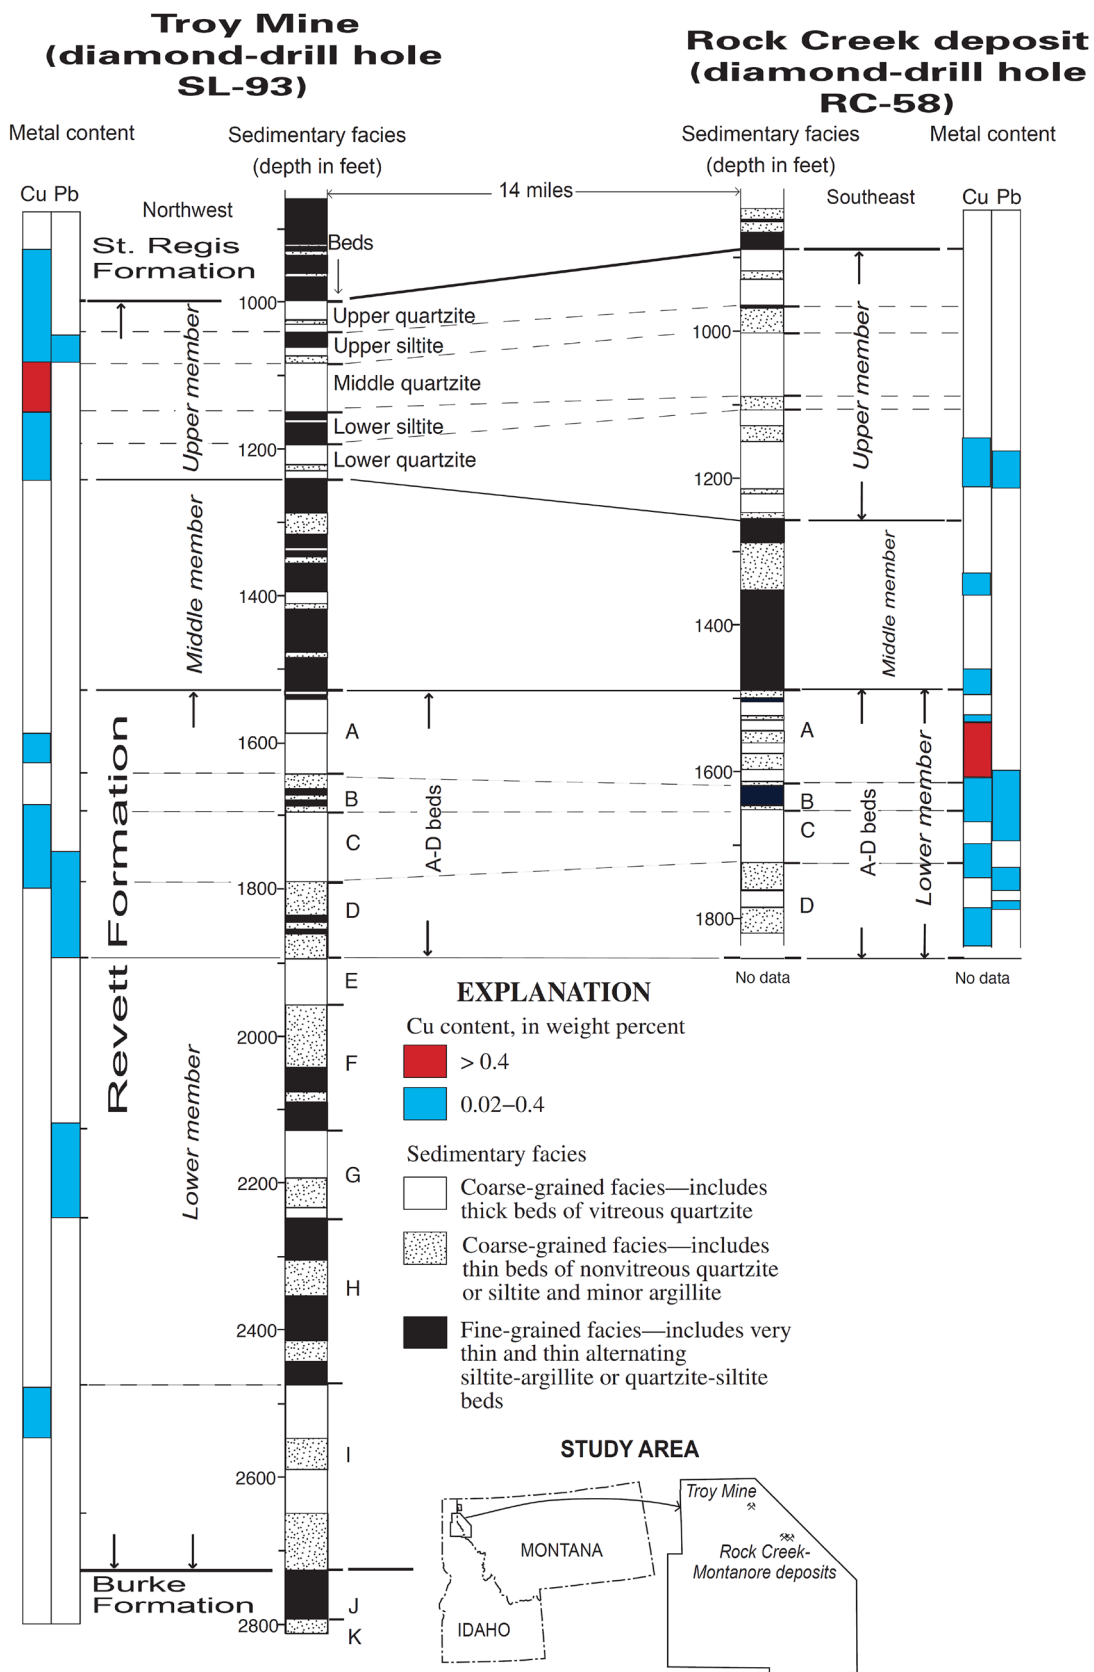 Troy Mine
(diamond-drill hole
SL-93)
Rock Creek deposit
(diamond-drill hole
RC-58)
Metal content
Sedimentary facies
(depth in feet)
Sedimentary facies
(depth in feet)
Metal content
Cu Pb
Northwest
14 miles
Southeast
Cu Pb
St. Regis
Formation
Beds
1000
Upper quartzite
Upper siltite
Middle quartzite
Lower siltite
1200
Lower quartzite
1400
1600
1800
2000
2200
2400
2600
2800
Upper member
Middle member
Revett Formation
Lower member
A
B
C
D
E
F
G
H
I
J
K
A-D beds
1000
1200
1400
1600
1800
Upper member
Middle member
A
B
C
D
A-D beds
Lower member
No data
No data
Burke
Formation
EXPLANATION
Cu content, in weight percent
> 0.4
0.02–0.4
Sedimentary facies
Coarse-grained facies—includes
thick beds of vitreous quartzite
Coarse-grained facies—includes
thin beds of nonvitreous quartzite
or siltite and minor argillite
Fine-grained facies—includes very
thin and thin alternating
siltite-argillite or quartzite-siltite
beds
STUDY AREA
MONTANA
IDAHO
Troy Mine
Rock Creek-
Montanore deposits